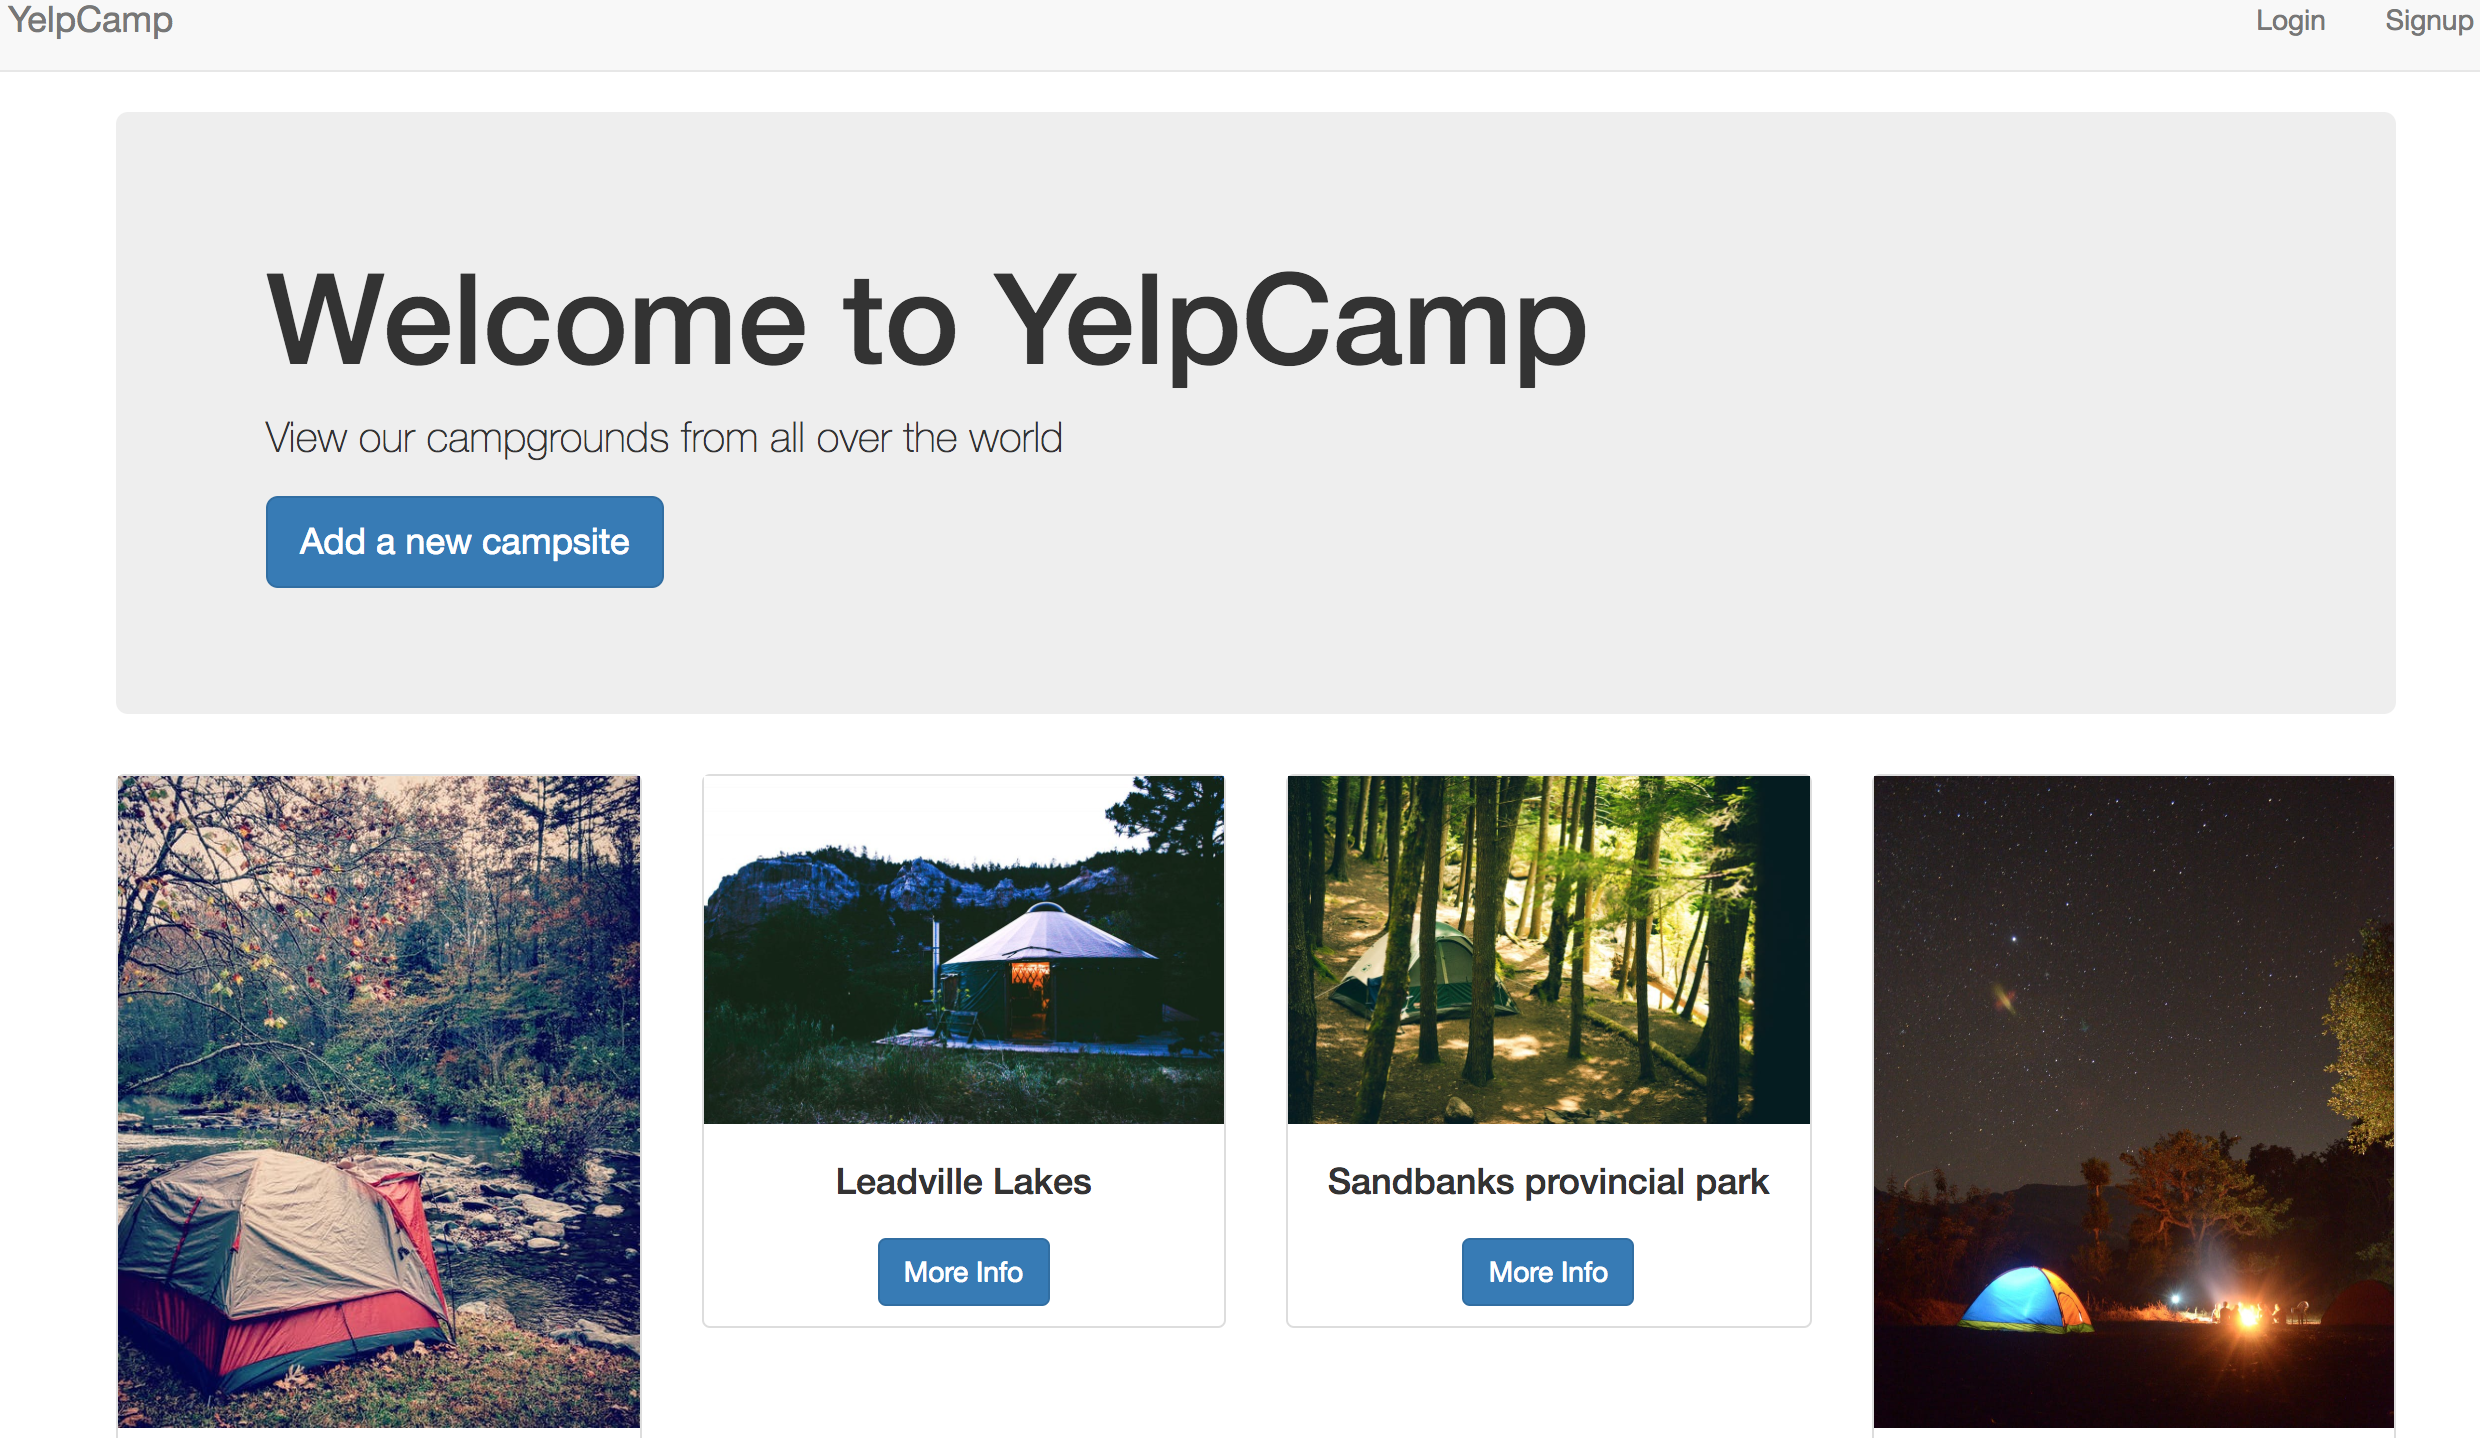 YelpCamp
Login
Signup
Welcome to YelpCamp
View our campgrounds from all over the world
Add a new campsite
Leadville Lakes
More Info
Sandbanks provincial park
More Info